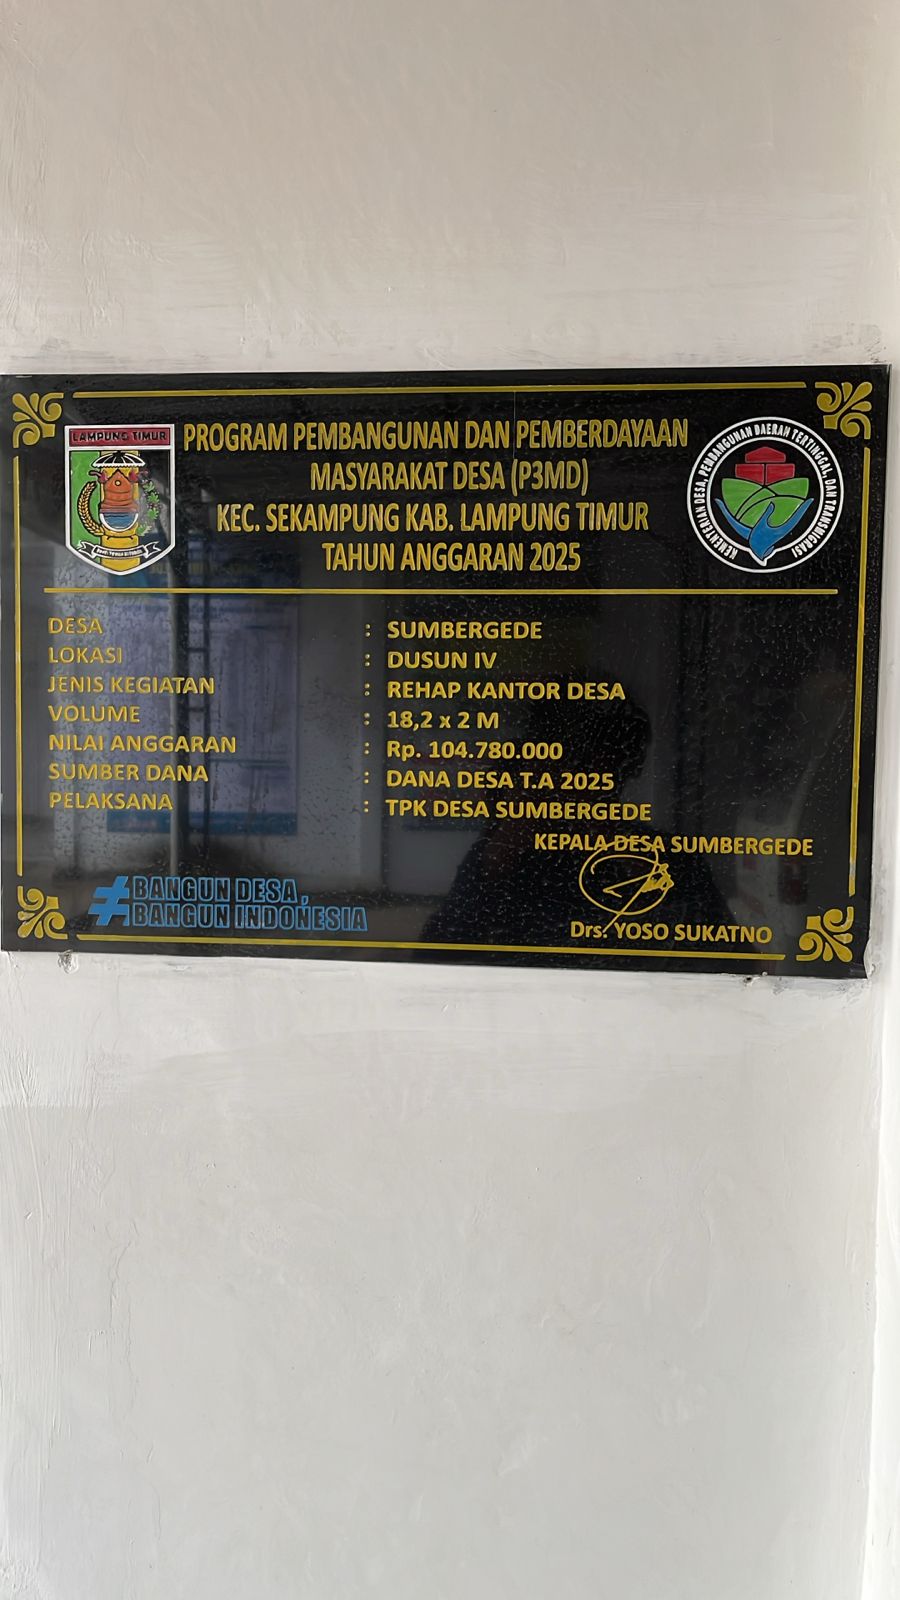 PROGRAM PEMBANGUNAN DAN PEMBERDAYAAN
MASYARAKAT DESA (P3MD)
KEC. SEKAMPUNG KAB. LAMPUNG TIMUR
TAHUN ANGGARAN 2025
LAMPUNG TIMUR
KEMENTERIAN DESA, PEMBANGUNAN DAERAH TERTINGGAL, DAN TRANSMIGRASI
DESA : SUMBERGEDE
LOKASI : DUSUN IV
JENIS KEGIATAN : REHAP KANTOR DESA
VOLUME : 18,2 x 2 M
NILAI ANGGARAN : Rp. 104.780.000
SUMBER DANA : DANA DESA T.A 2025
PELAKSANA : TPK DESA SUMBERGEDE
KEPALA DESA SUMBERGEDE
Drs. YOSO SUKATNO
≠BANGUN DESA,
BANGUN INDONESIA